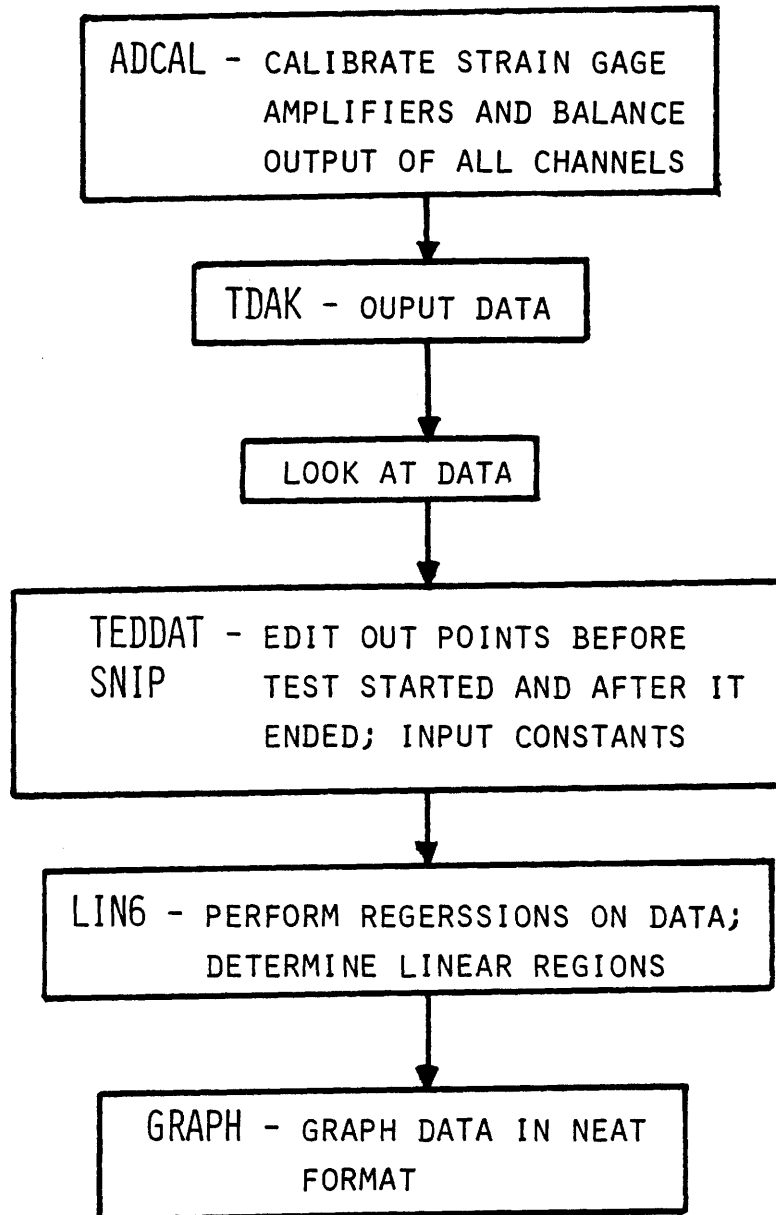 ADCAL - CALIBRATE STRAIN GAGE
AMPLIFIERS AND BALANCE
OUTPUT OF ALL CHANNELS
TDAK - OUPUT DATA
LOOK AT DATA
TEDDAT - EDIT OUT POINTS BEFORE
SNIP TEST STARTED AND AFTER IT
ENDED; INPUT CONSTANTS
LIN6 - PERFORM REGERSSIONS ON DATA;
DETERMINE LINEAR REGIONS
GRAPH - GRAPH DATA IN NEAT
FORMAT